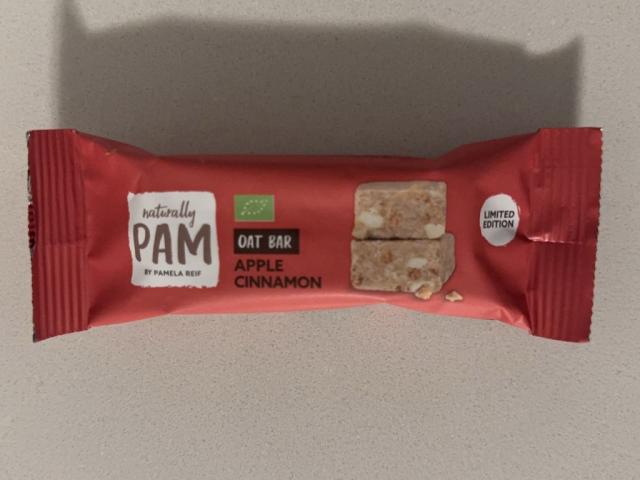 naturally
PAM
BY PAMELA REIF
OAT BAR
APPLE
CINNAMON
LIMITED
EDITION